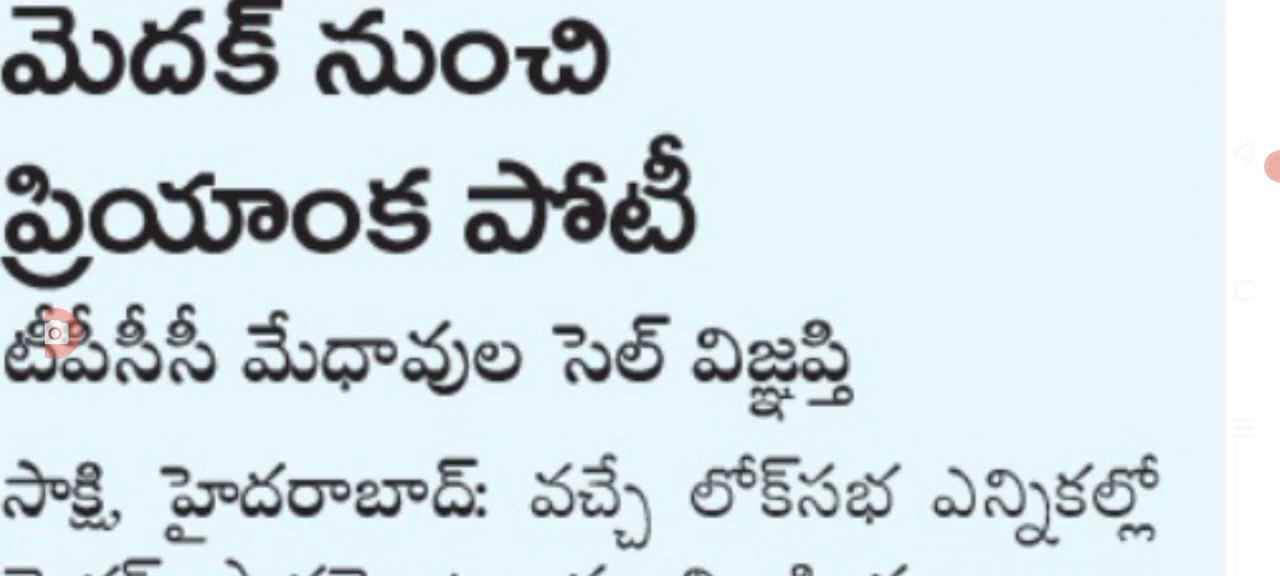 మెదక్ నుంచి
ప్రియాంక పోటీ
టీపీసీసీ మేధావుల సెల్ విజ్ఞప్తి
సాక్షి, హైదరాబాద్: వచ్చే లోక్‌సభ ఎన్నికల్లో